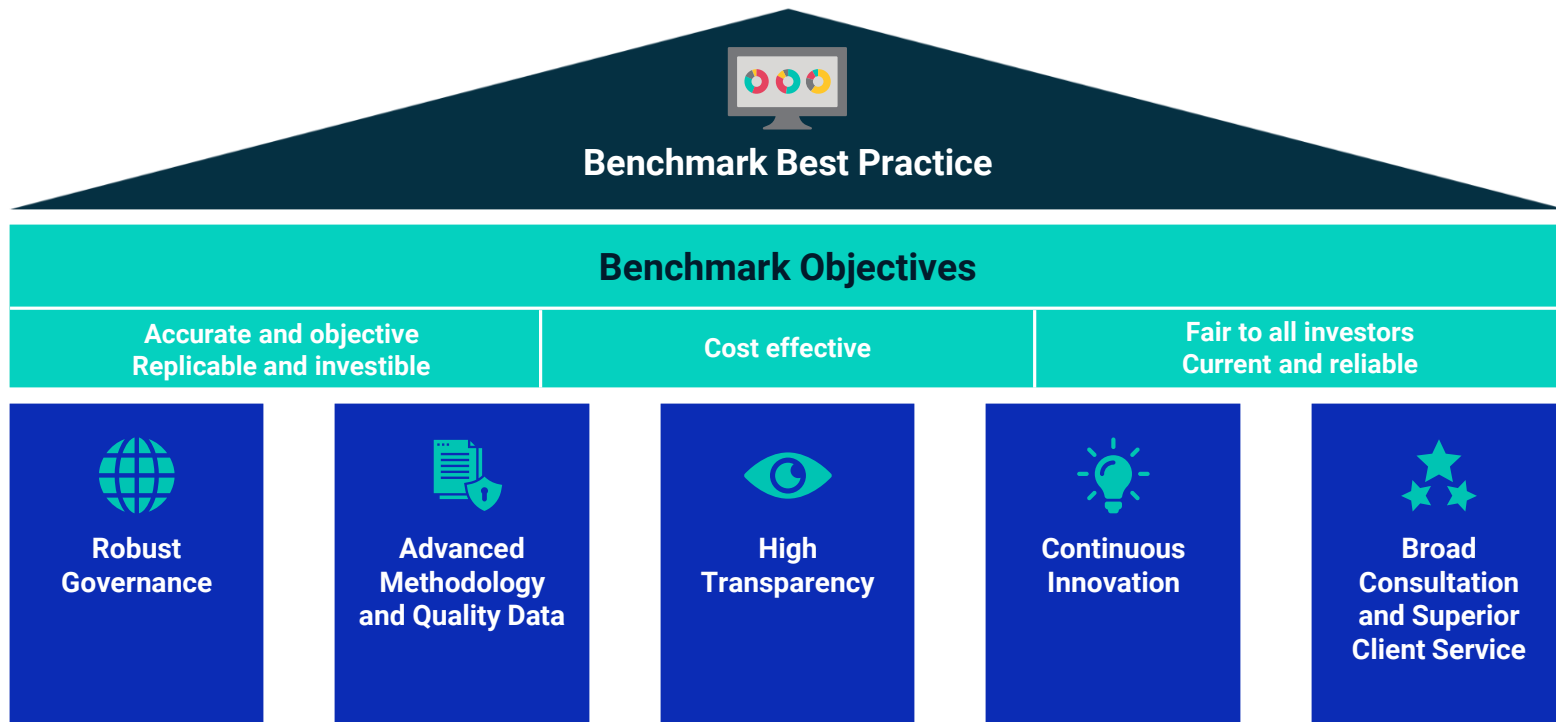 Benchmark Best Practice
Benchmark Objectives
Accurate and objective
Replicable and investible
Cost effective
Fair to all investors
Current and reliable
Robust
Governance
Advanced
Methodology
and Quality Data
High
Transparency
Continuous
Innovation
Broad
Consultation
and Superior
Client Service